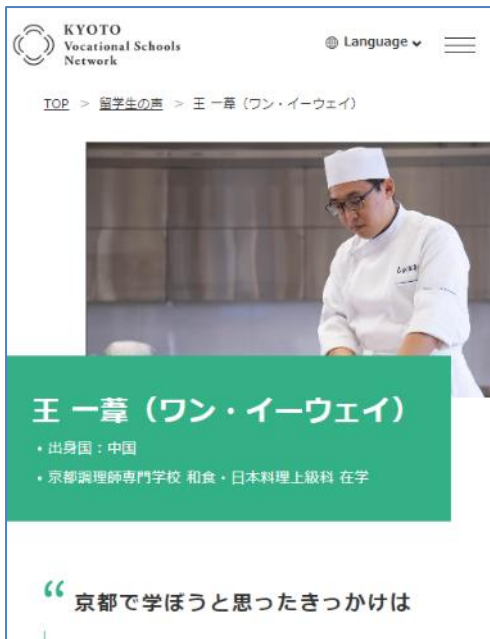 KYOTO
Vocational Schools
Network
Language
TOP > 留学生の声 > 王 一葦（ワン・イーウェイ）
王 一葦（ワン・イーウェイ）
・出身国：中国
・京都調理師専門学校 和食・日本料理上級科 在学
“ 京都で学ぼうと思ったきっかけは